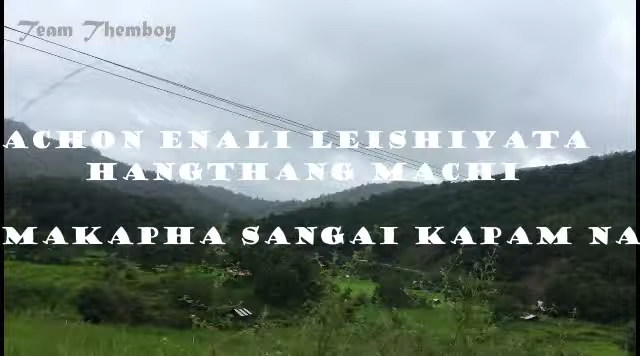 Team Themboy
ACHON ENALI LEISHIYATA
HANGTHANG MACHI
MAKAPHA SANGAI KAPAM NA